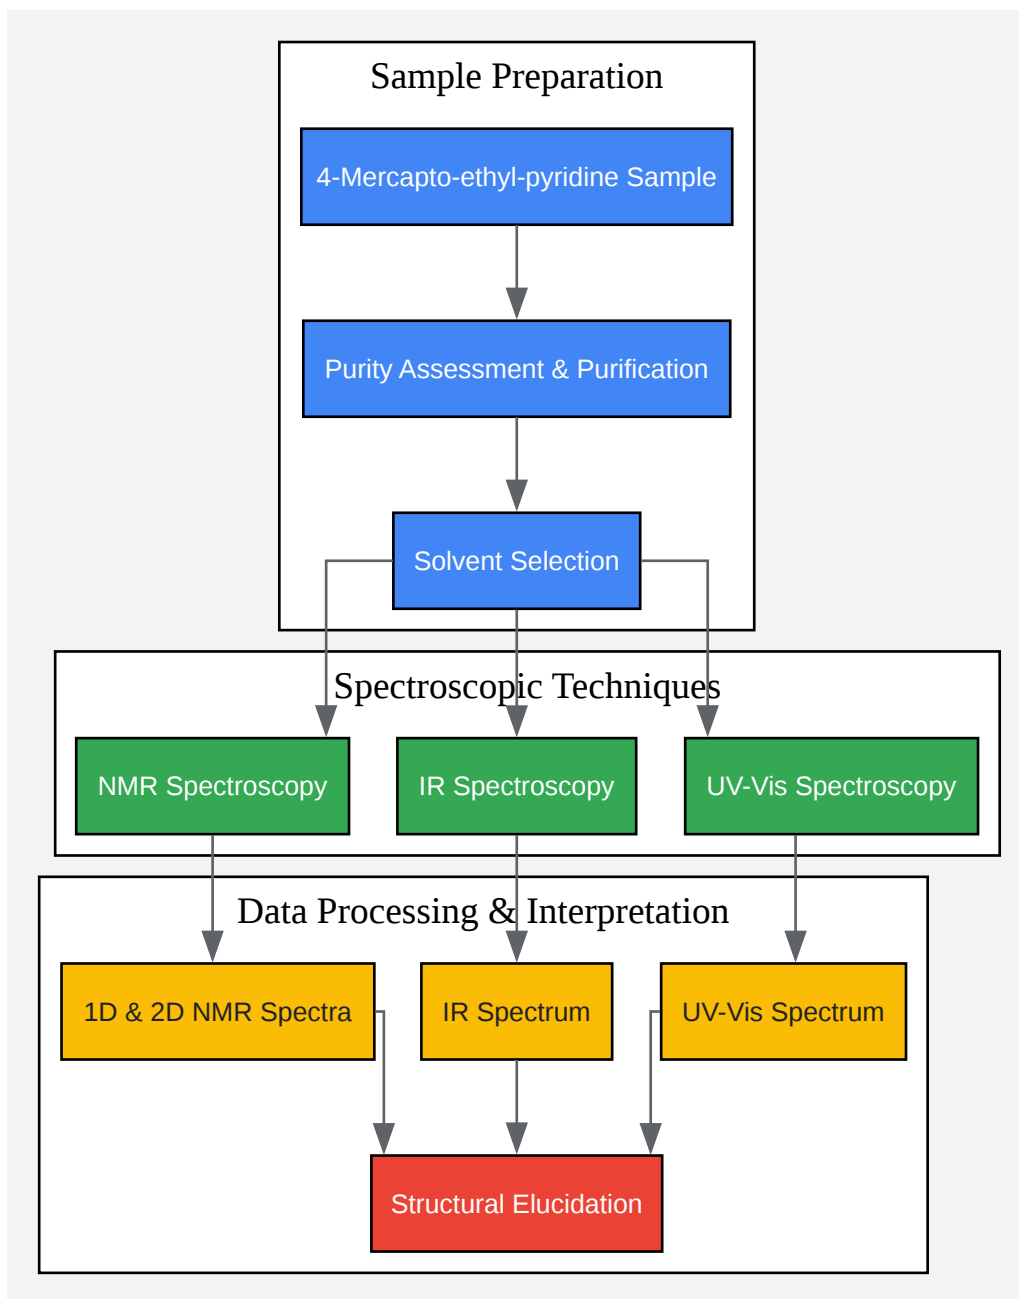 Sample Preparation
4-Mercapto-ethyl-pyridine Sample
Purity Assessment & Purification
Solvent Selection
Spectroscopic Techniques
NMR Spectroscopy
IR Spectroscopy
UV-Vis Spectroscopy
Data Processing & Interpretation
1D & 2D NMR Spectra
IR Spectrum
UV-Vis Spectrum
Structural Elucidation